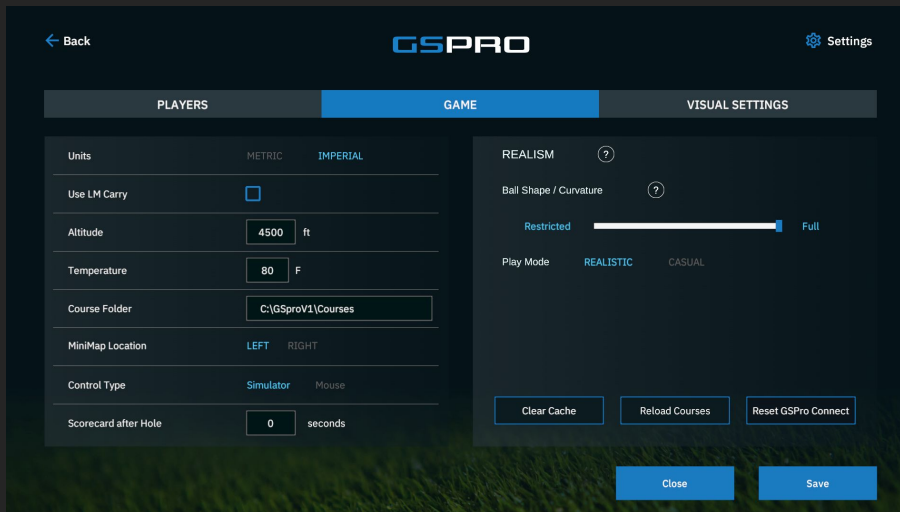 Back
GSPRO
Settings
PLAYERS
GAME
VISUAL SETTINGS
Units METRIC IMPERIAL
Use LM Carry
Altitude 4500 ft
Temperature 80 F
Course Folder C:\GSproV1\Courses
MiniMap Location LEFT RIGHT
Control Type Simulator Mouse
Scorecard after Hole 0 seconds
REALISM ?
Ball Shape / Curvature ?
Restricted Full
Play Mode REALISTIC CASUAL
Clear Cache
Reload Courses
Reset GSPro Connect
Close
Save